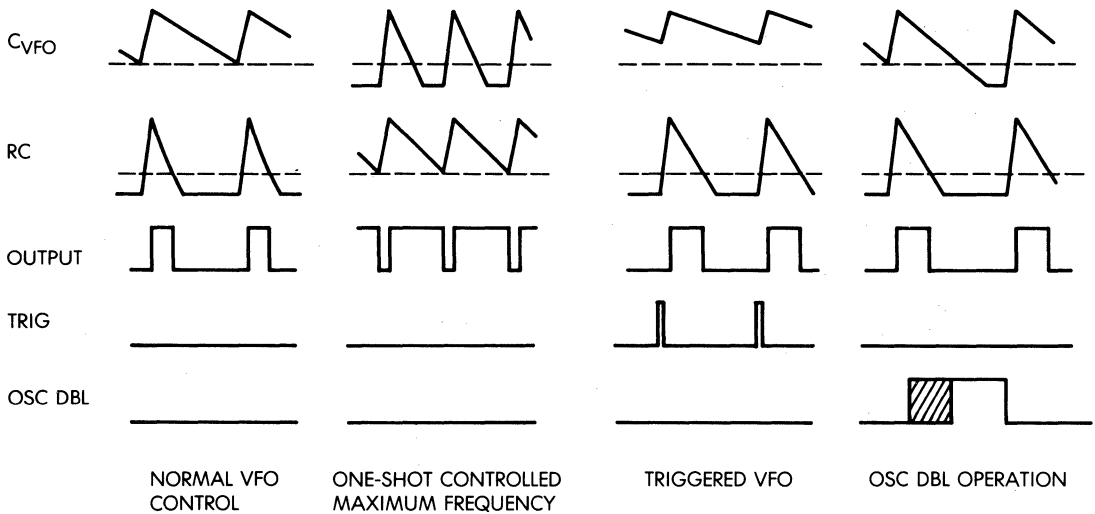 CVFO
RC
OUTPUT
TRIG
OSC DBL
NORMAL VFO
CONTROL
ONE-SHOT CONTROLLED
MAXIMUM FREQUENCY
TRIGGERED VFO
OSC DBL OPERATION